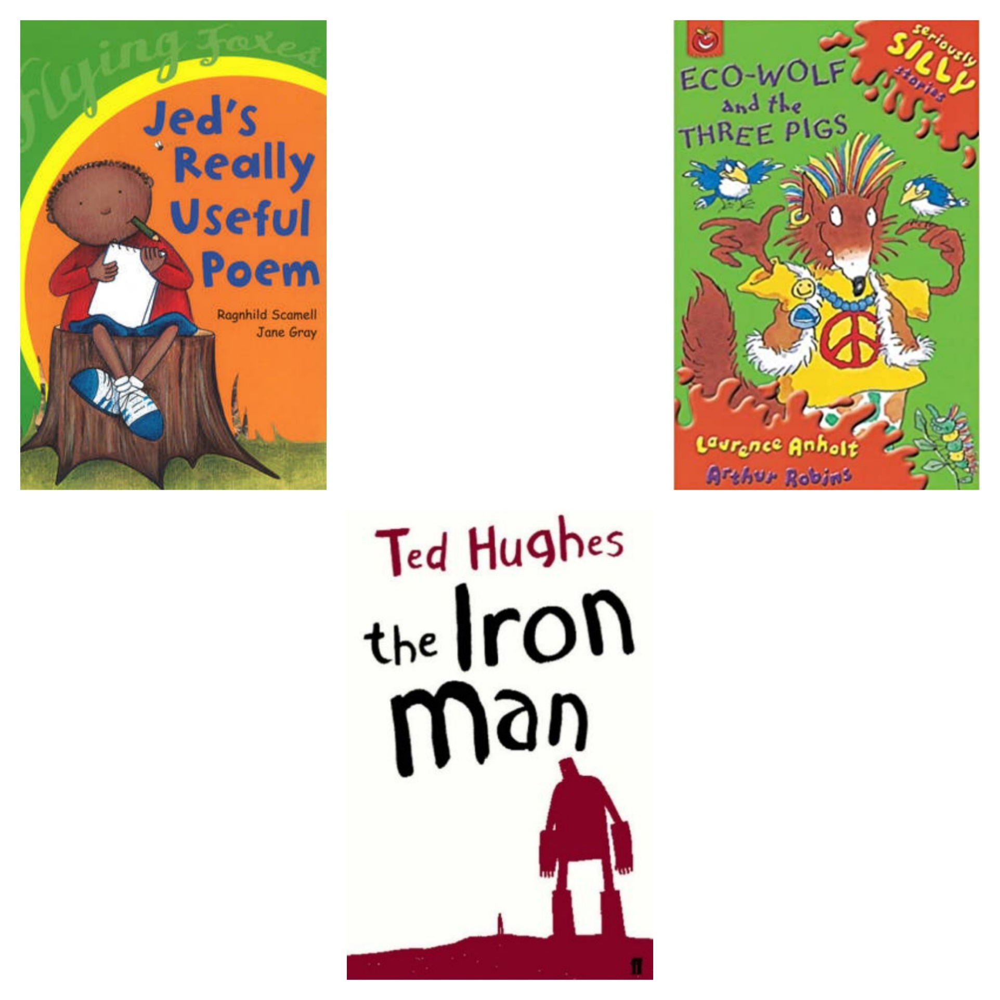 Flying Foxes
Jed's
Really
Useful
Poem
Ragnhild Scamell
Jane Gray
seriously
SILLY
stories
ECO-WOLF
and the
THREE PIGS
Laurence Anholt
Arthur Robins
Ted Hughes
the Iron
man
ff